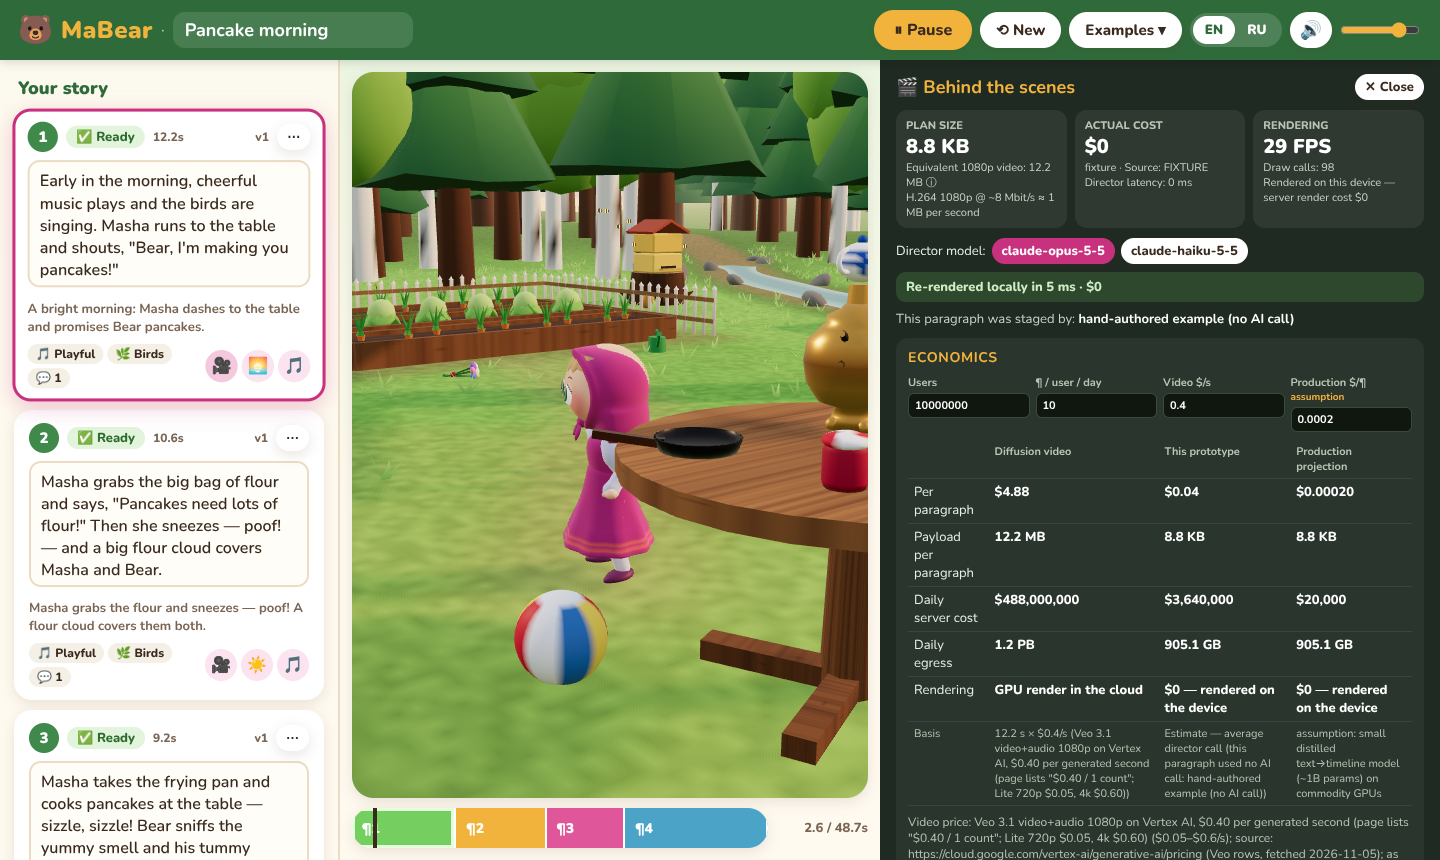 MaBear · Pancake morning
Pause
New
Examples ▾
EN
RU
Your story
1
Ready
12.2s
v1
...
Early in the morning, cheerful
music plays and the birds are
singing. Masha runs to the table
and shouts, "Bear, I'm making you
pancakes!"
A bright morning: Masha dashes to the table
and promises Bear pancakes.
Playful
Birds
1
2
Ready
10.6s
v1
...
Masha grabs the big bag of flour
and says, "Pancakes need lots of
flour!" Then she sneezes — poof!
— and a big flour cloud covers
Masha and Bear.
Masha grabs the flour and sneezes — poof! A
flour cloud covers them both.
Playful
Birds
1
3
Ready
9.2s
v1
...
Masha takes the frying pan and
cooks pancakes at the table —
sizzle, sizzle! Bear sniffs the
yummy smell and his tummy
¶1
¶2
¶3
¶4
2.6 / 48.7s
Behind the scenes
✕ Close
PLAN SIZE
8.8 KB
Equivalent 1080p video: 12.2
MB ⓘ
H.264 1080p @ ~8 Mbit/s ≈ 1
MB per second
ACTUAL COST
$0
fixture · Source: FIXTURE
Director latency: 0 ms
RENDERING
29 FPS
Draw calls: 98
Rendered on this device —
server render cost $0
Director model:
claude-opus-5-5
claude-haiku-5-5
Re-rendered locally in 5 ms · $0
This paragraph was staged by: hand-authored example (no AI call)
ECONOMICS
Users
10000000
¶ / user / day
10
Video $/s
0.4
Production $/¶
assumption
0.0002
Diffusion video
This prototype
Production
projection
Per
paragraph
$4.88
$0.04
$0.00020
Payload
per
paragraph
12.2 MB
8.8 KB
8.8 KB
Daily
server cost
$488,000,000
$3,640,000
$20,000
Daily
egress
1.2 PB
905.1 GB
905.1 GB
Rendering
GPU render in the cloud
$0 — rendered on
the device
$0 — rendered
on the device
Basis
12.2 s × $0.4/s (Veo 3.1
video+audio 1080p on Vertex
AI, $0.40 per generated second
(page lists "$0.40 / 1 count";
Lite 720p $0.05, 4k $0.60))
Estimate — average
director call (this
paragraph used no AI
call: hand-authored
example (no AI call))
assumption: small
distilled
text→timeline model
(~1B params) on
commodity GPUs
Video price: Veo 3.1 video+audio 1080p on Vertex AI, $0.40 per generated second (page lists
"$0.40 / 1 count"; Lite 720p $0.05, 4k $0.60) ($0.05–$0.6/s); source:
https://cloud.google.com/vertex-ai/generative-ai/pricing (Veo rows, fetched 2026-11-05); as